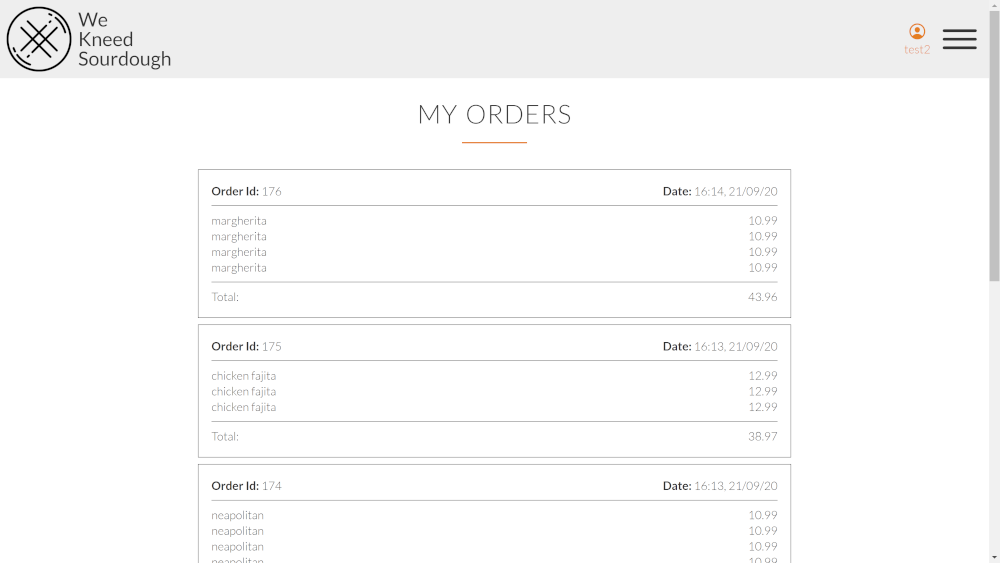 We
Kneed
Sourdough
test2
MY ORDERS
Order Id: 176 Date: 16:14, 21/09/20
margherita 10.99
margherita 10.99
margherita 10.99
margherita 10.99
Total: 43.96
Order Id: 175 Date: 16:13, 21/09/20
chicken fajita 12.99
chicken fajita 12.99
chicken fajita 12.99
Total: 38.97
Order Id: 174 Date: 16:13, 21/09/20
neapolitan 10.99
neapolitan 10.99
neapolitan 10.99
neapolitan 10.99